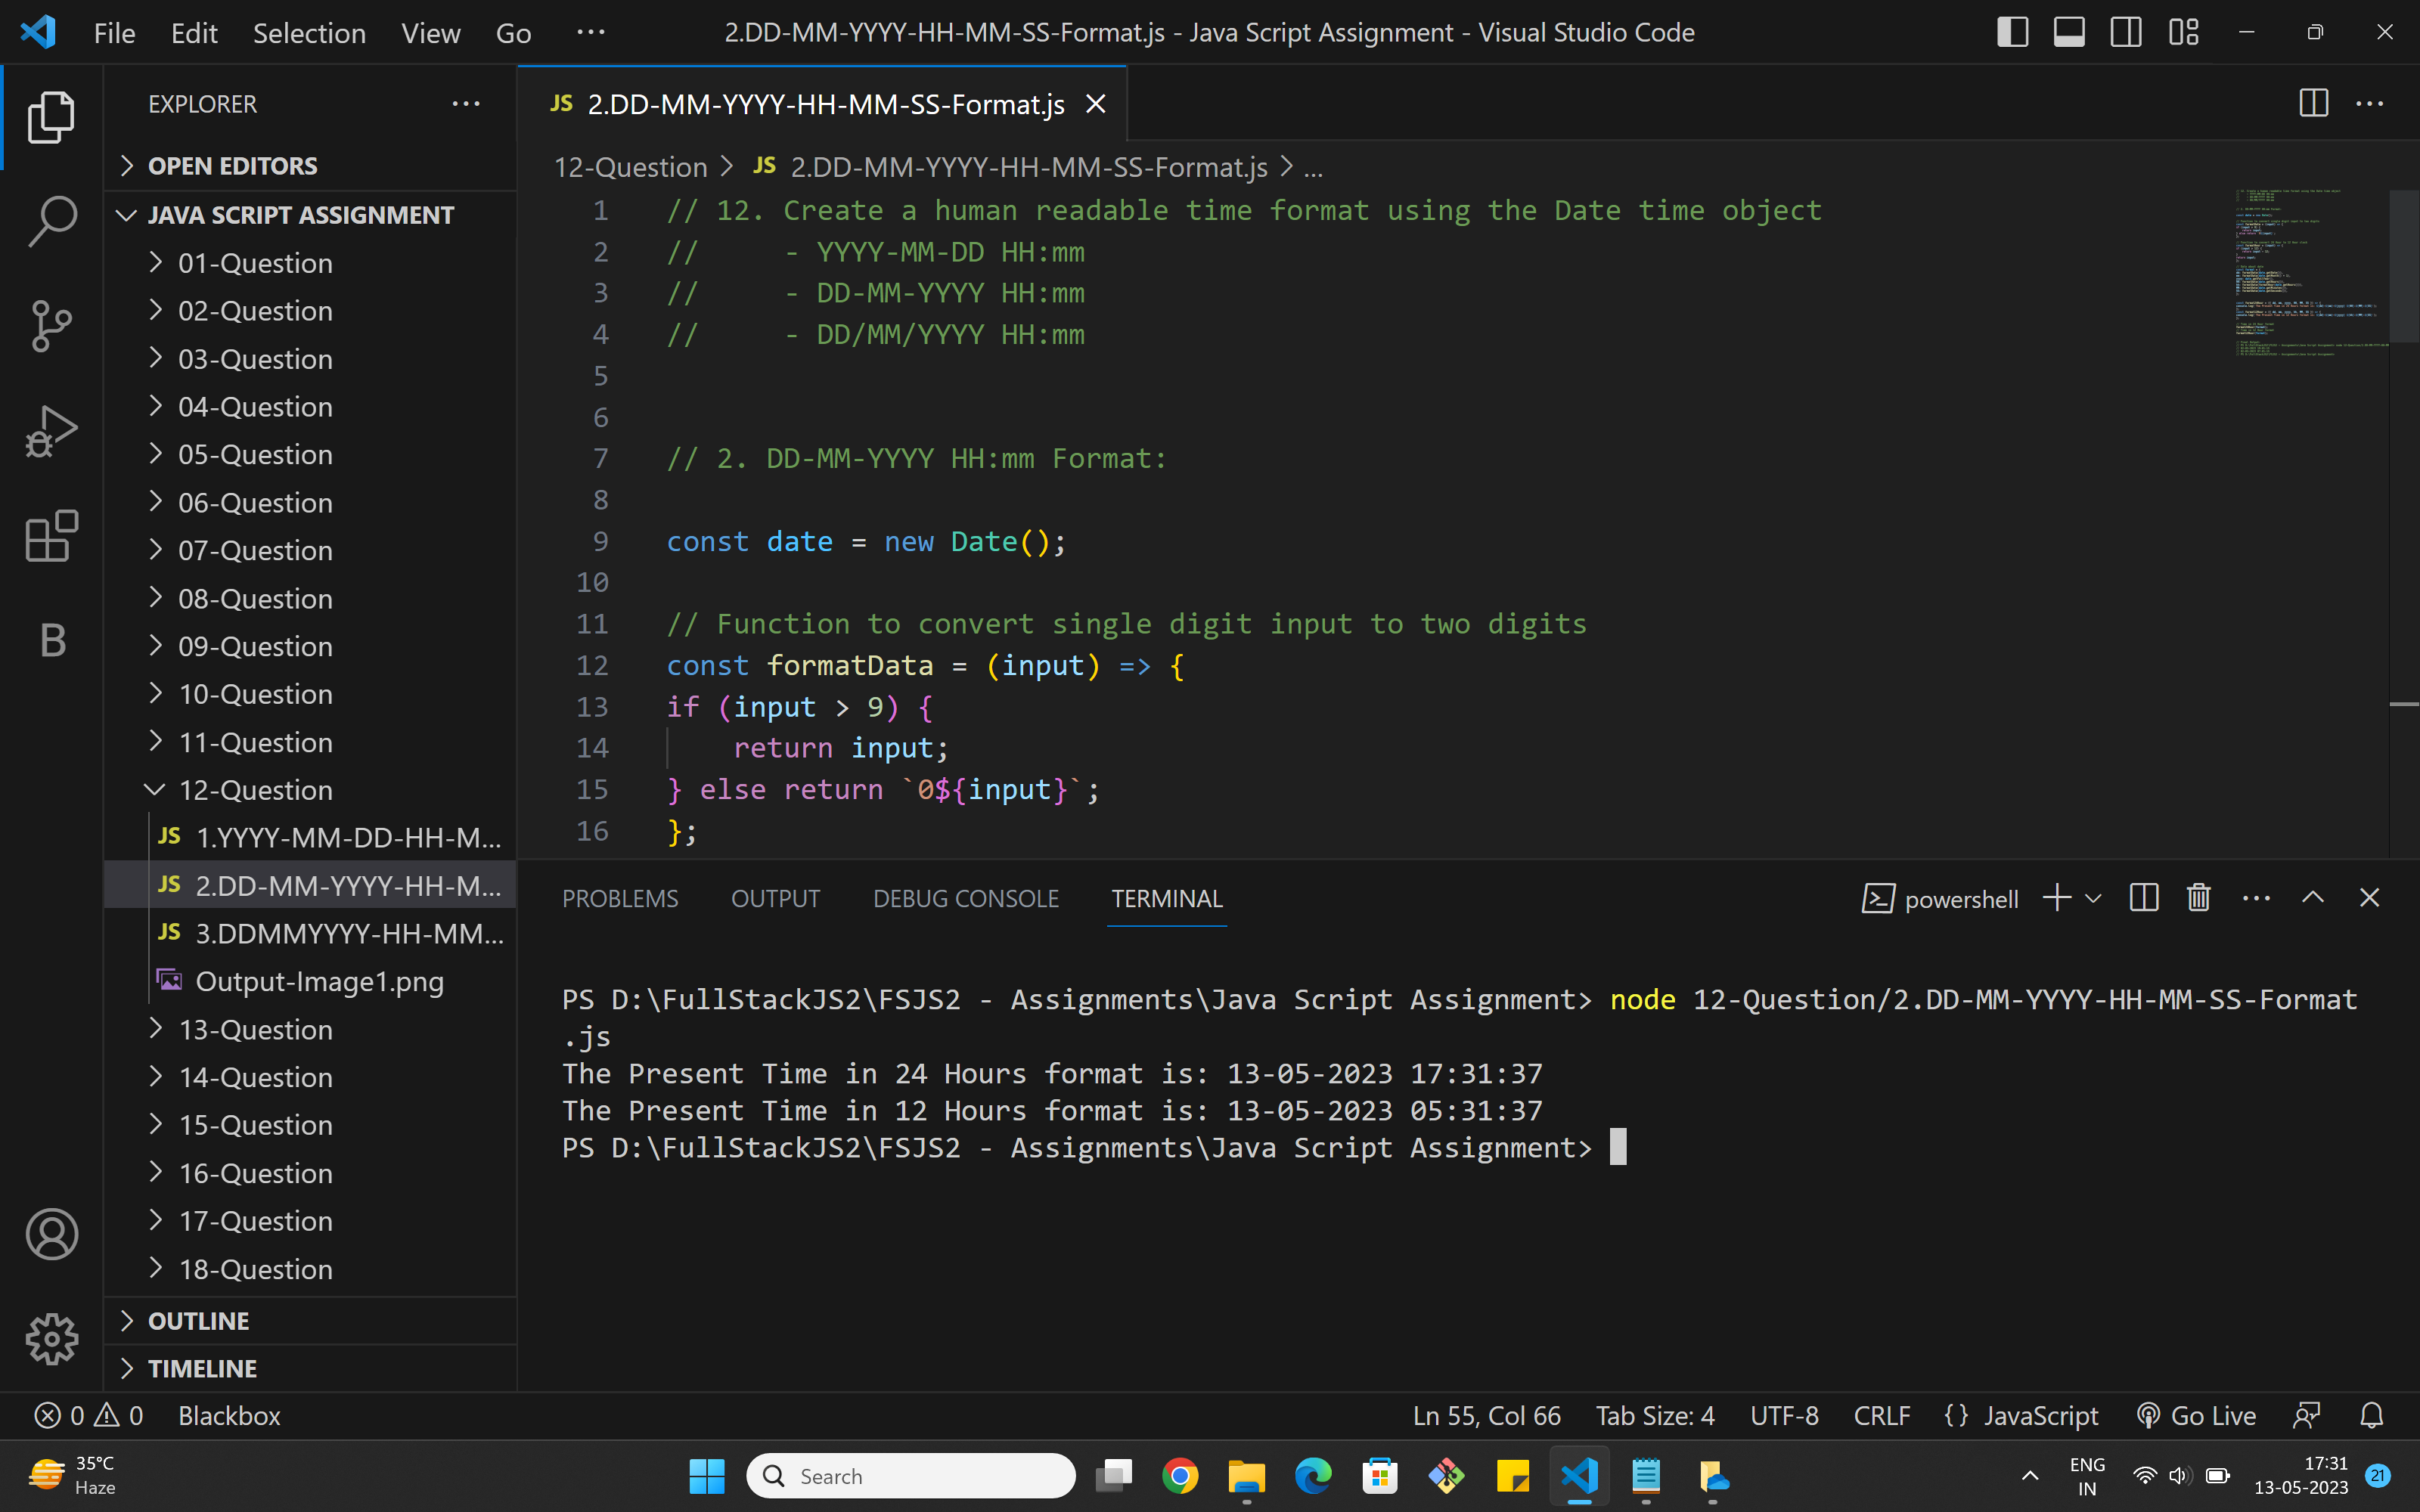 File Edit Selection View Go ···
2.DD-MM-YYYY-HH-MM-SS-Format.js - Java Script Assignment - Visual Studio Code
EXPLORER ···
OPEN EDITORS
JAVA SCRIPT ASSIGNMENT
01-Question
02-Question
03-Question
04-Question
05-Question
06-Question
07-Question
08-Question
09-Question
10-Question
11-Question
12-Question
JS 1.YYYY-MM-DD-HH-M...
JS 2.DD-MM-YYYY-HH-M...
JS 3.DDMMYYYY-HH-MM...
Output-Image1.png
13-Question
14-Question
15-Question
16-Question
17-Question
18-Question
OUTLINE
TIMELINE
B
JS 2.DD-MM-YYYY-HH-MM-SS-Format.js
12-Question > JS 2.DD-MM-YYYY-HH-MM-SS-Format.js > ...
1 // 12. Create a human readable time format using the Date time object
2 // - YYYY-MM-DD HH:mm
3 // - DD-MM-YYYY HH:mm
4 // - DD/MM/YYYY HH:mm
5
6
7 // 2. DD-MM-YYYY HH:mm Format:
8
9 const date = new Date();
10
11 // Function to convert single digit input to two digits
12 const formatData = (input) => {
13 if (input > 9) {
14 return input;
15 } else return `0${input}`;
16 };
PROBLEMS OUTPUT DEBUG CONSOLE TERMINAL
powershell
PS D:\FullStackJS2\FSJS2 - Assignments\Java Script Assignment> node 12-Question/2.DD-MM-YYYY-HH-MM-SS-Format
.js
The Present Time in 24 Hours format is: 13-05-2023 17:31:37
The Present Time in 12 Hours format is: 13-05-2023 05:31:37
PS D:\FullStackJS2\FSJS2 - Assignments\Java Script Assignment>
0 0 Blackbox
Ln 55, Col 66 Tab Size: 4 UTF-8 CRLF {} JavaScript Go Live
35°C
Haze
Search
ENG
IN
17:31
13-05-2023
21